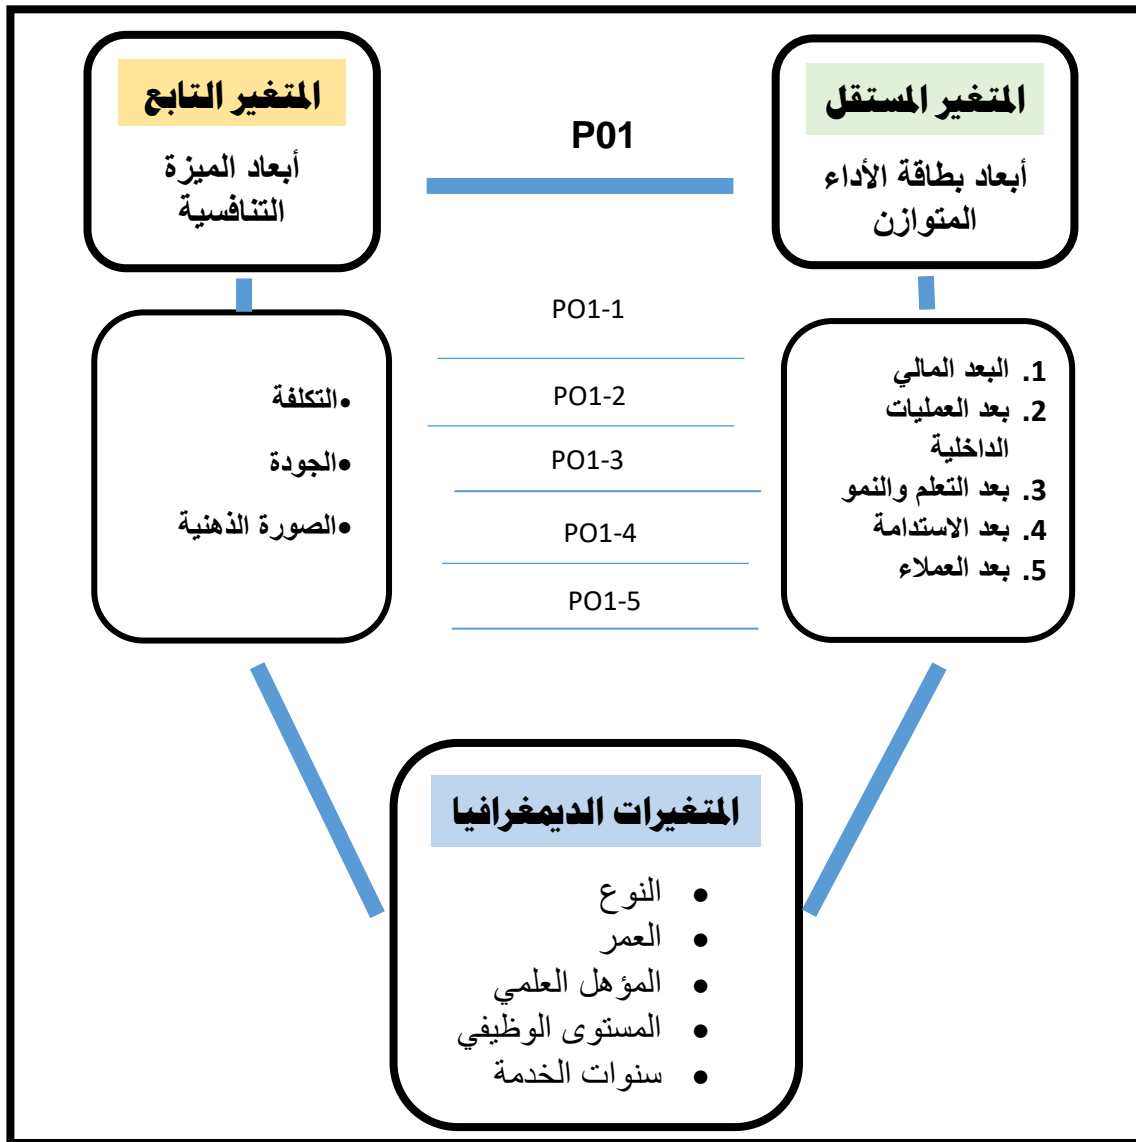 المتغير المستقل
أبعاد بطاقة الأداء
المتوازن
P01
المتغير التابع
أبعاد الميزة
التنافسية
1. البعد المالي
2. بعد العمليات
الداخلية
3. بعد التعلم والنمو
4. بعد الاستدامة
5. بعد العملاء
PO1-1
PO1-2
PO1-3
PO1-4
PO1-5
•التكلفة
•الجودة
•الصورة الذهنية
المتغيرات الديمغرافيا
• النوع
• العمر
• المؤهل العلمي
• المستوى الوظيفي
• سنوات الخدمة